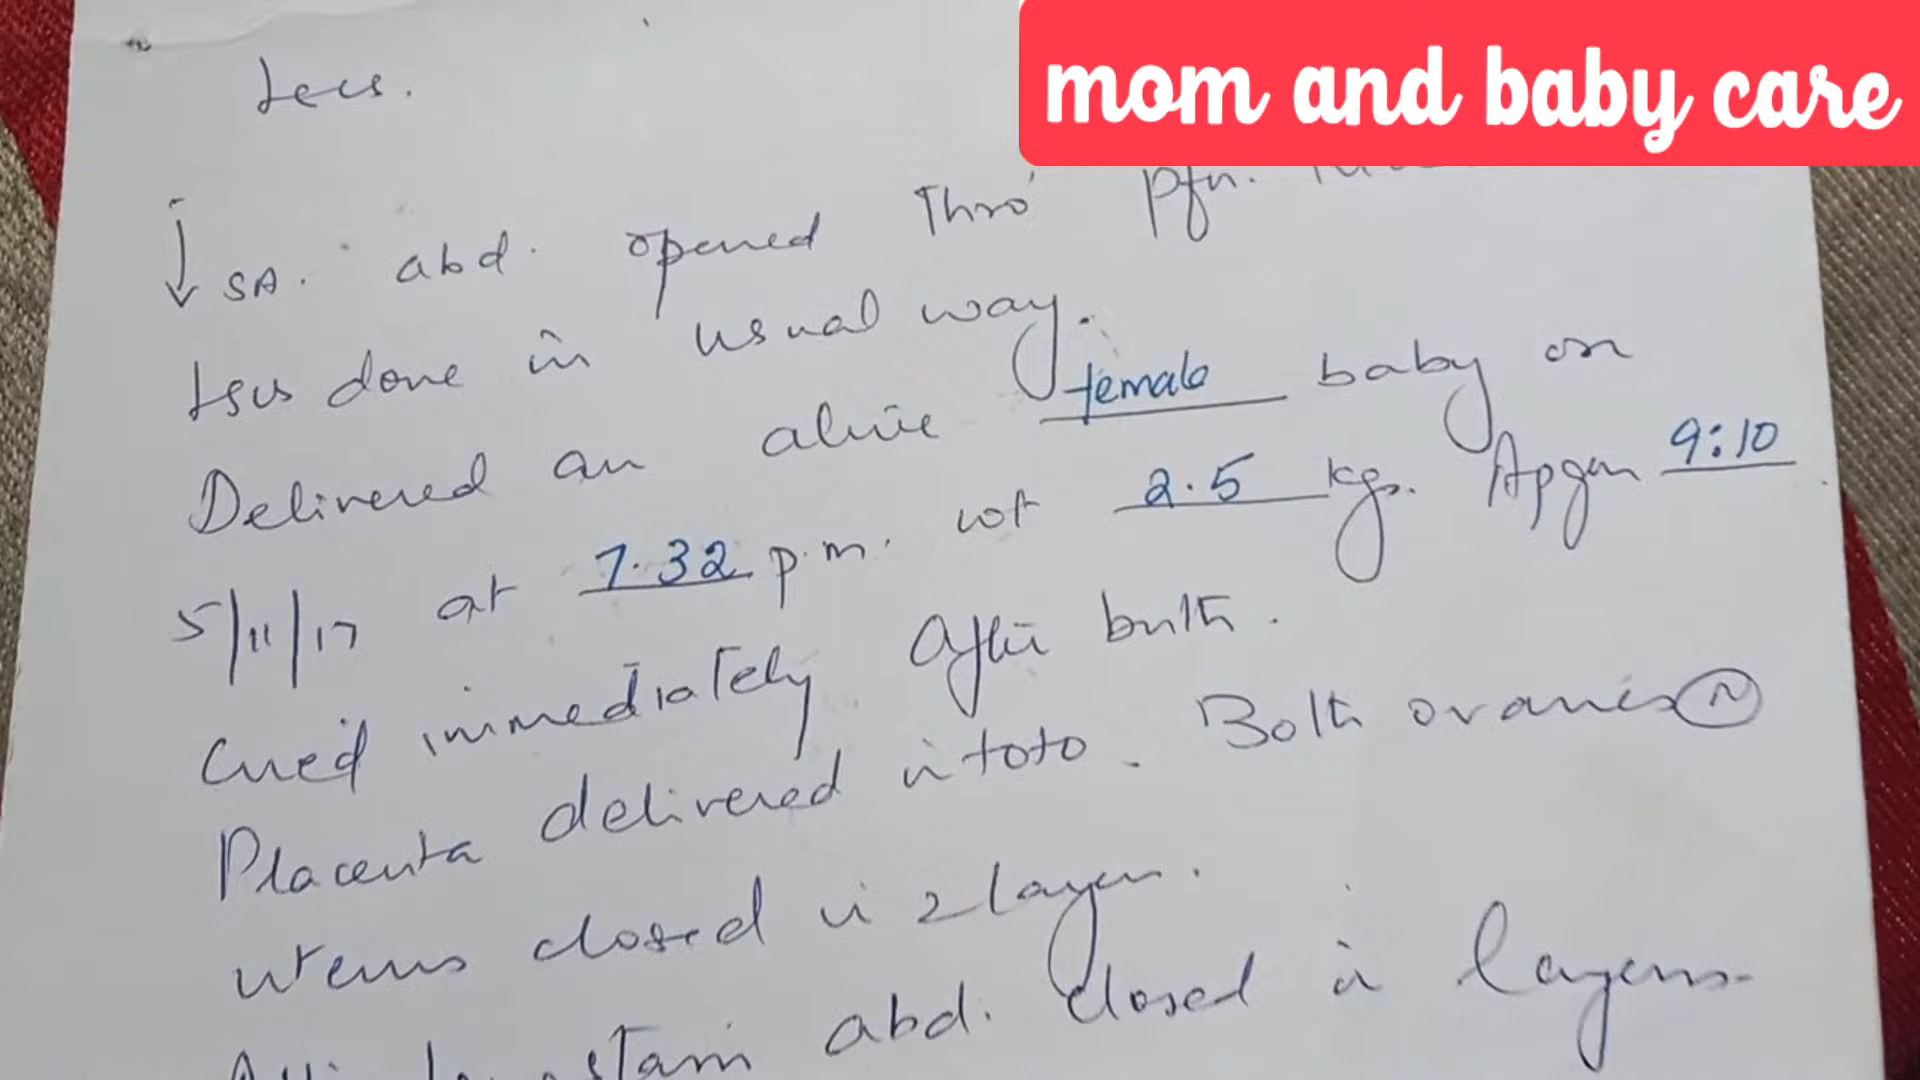 mom and baby care
Lscs.
↓ SA. abd. opened Thro' pfn.
Lscs done in usual way.
Delivered an alive female baby on
5/11/17 at 7.32 p.m. wt 2.5 kgs. Apgar 9:10
Cried immediately after birth.
Placenta delivered in toto. Both ovaries N
uterus closed in 2 layers.
abd. closed in layers.